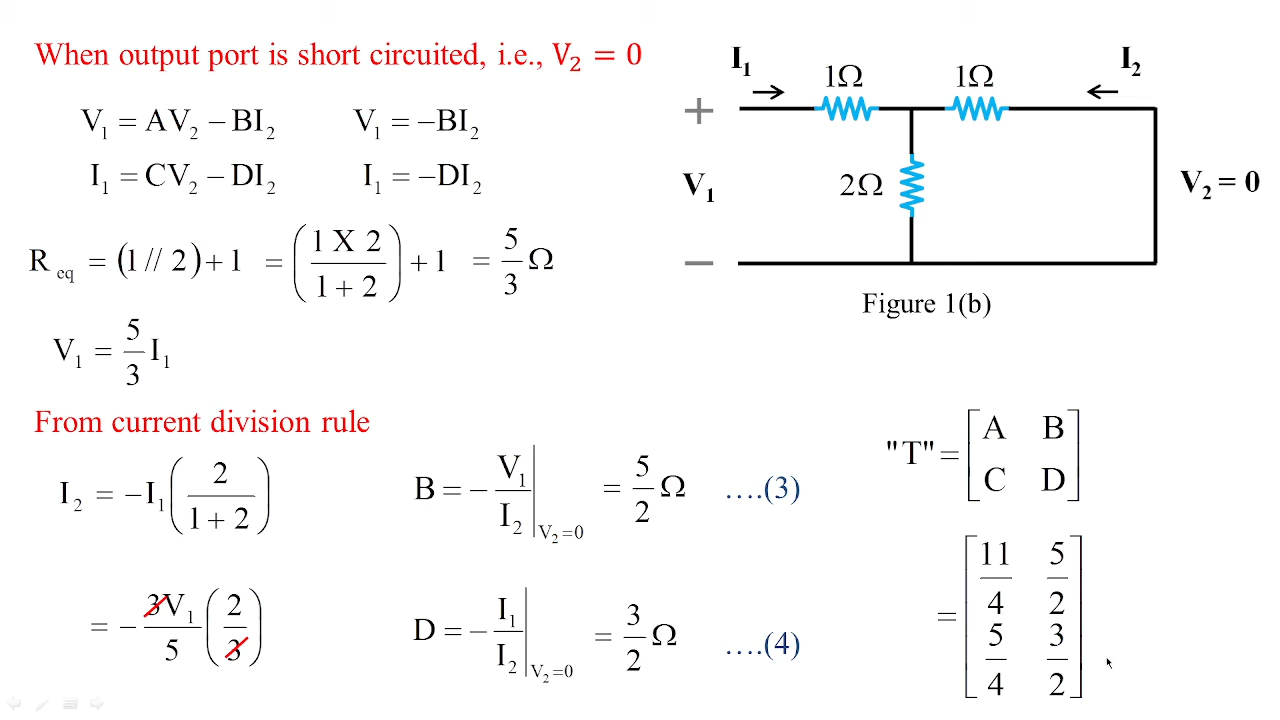 When output port is short circuited, i.e., V₂ = 0
V₁ = AV₂ − BI₂    V₁ = −BI₂
I₁ = CV₂ − DI₂    I₁ = −DI₂
R_eq = (1 // 2) + 1 = ((1 X 2)/(1 + 2)) + 1 = 5/3 Ω
V₁ = 5/3 I₁
From current division rule
I₂ = −I₁ (2/(1 + 2))
= − 3V₁/5 (2/3)
B = − V₁/I₂ |V₂=0 = 5/2 Ω ....(3)
D = − I₁/I₂ |V₂=0 = 3/2 Ω ....(4)
I₁ 1Ω 1Ω I₂
+
V₁ 2Ω V₂ = 0
−
Figure 1(b)
"T" = [A B
C D]
= [11/4 5/2
5/4 3/2]